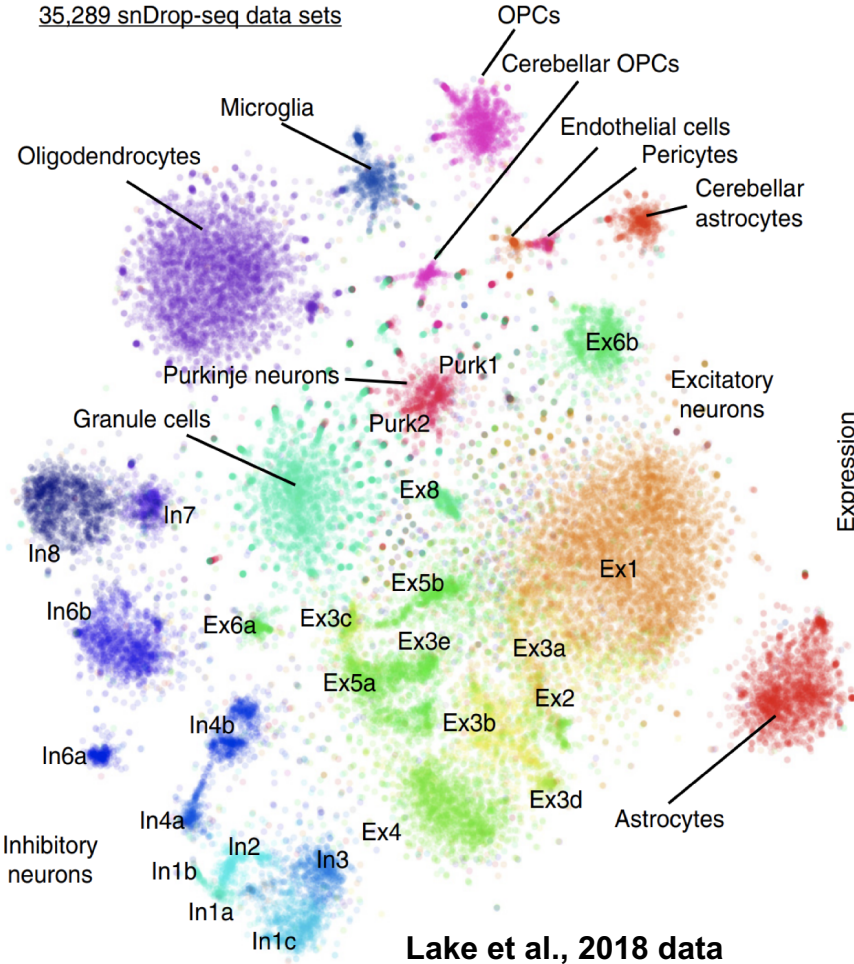 35,289 snDrop-seq data sets
OPCs
Cerebellar OPCs
Microglia
Endothelial cells
Pericytes
Oligodendrocytes
Cerebellar
astrocytes
Ex6b
Purk1
Purkinje neurons
Excitatory
neurons
Purk2
Granule cells
Ex8
Expression
In7
In8
Ex1
Ex5b
In6b
Ex6a
Ex3c
Ex3e
Ex3a
Ex5a
Ex2
In4b
Ex3b
In6a
Ex3d
In4a
Astrocytes
Ex4
Inhibitory
neurons
In2
In3
In1b
In1a
In1c
Lake et al., 2018 data